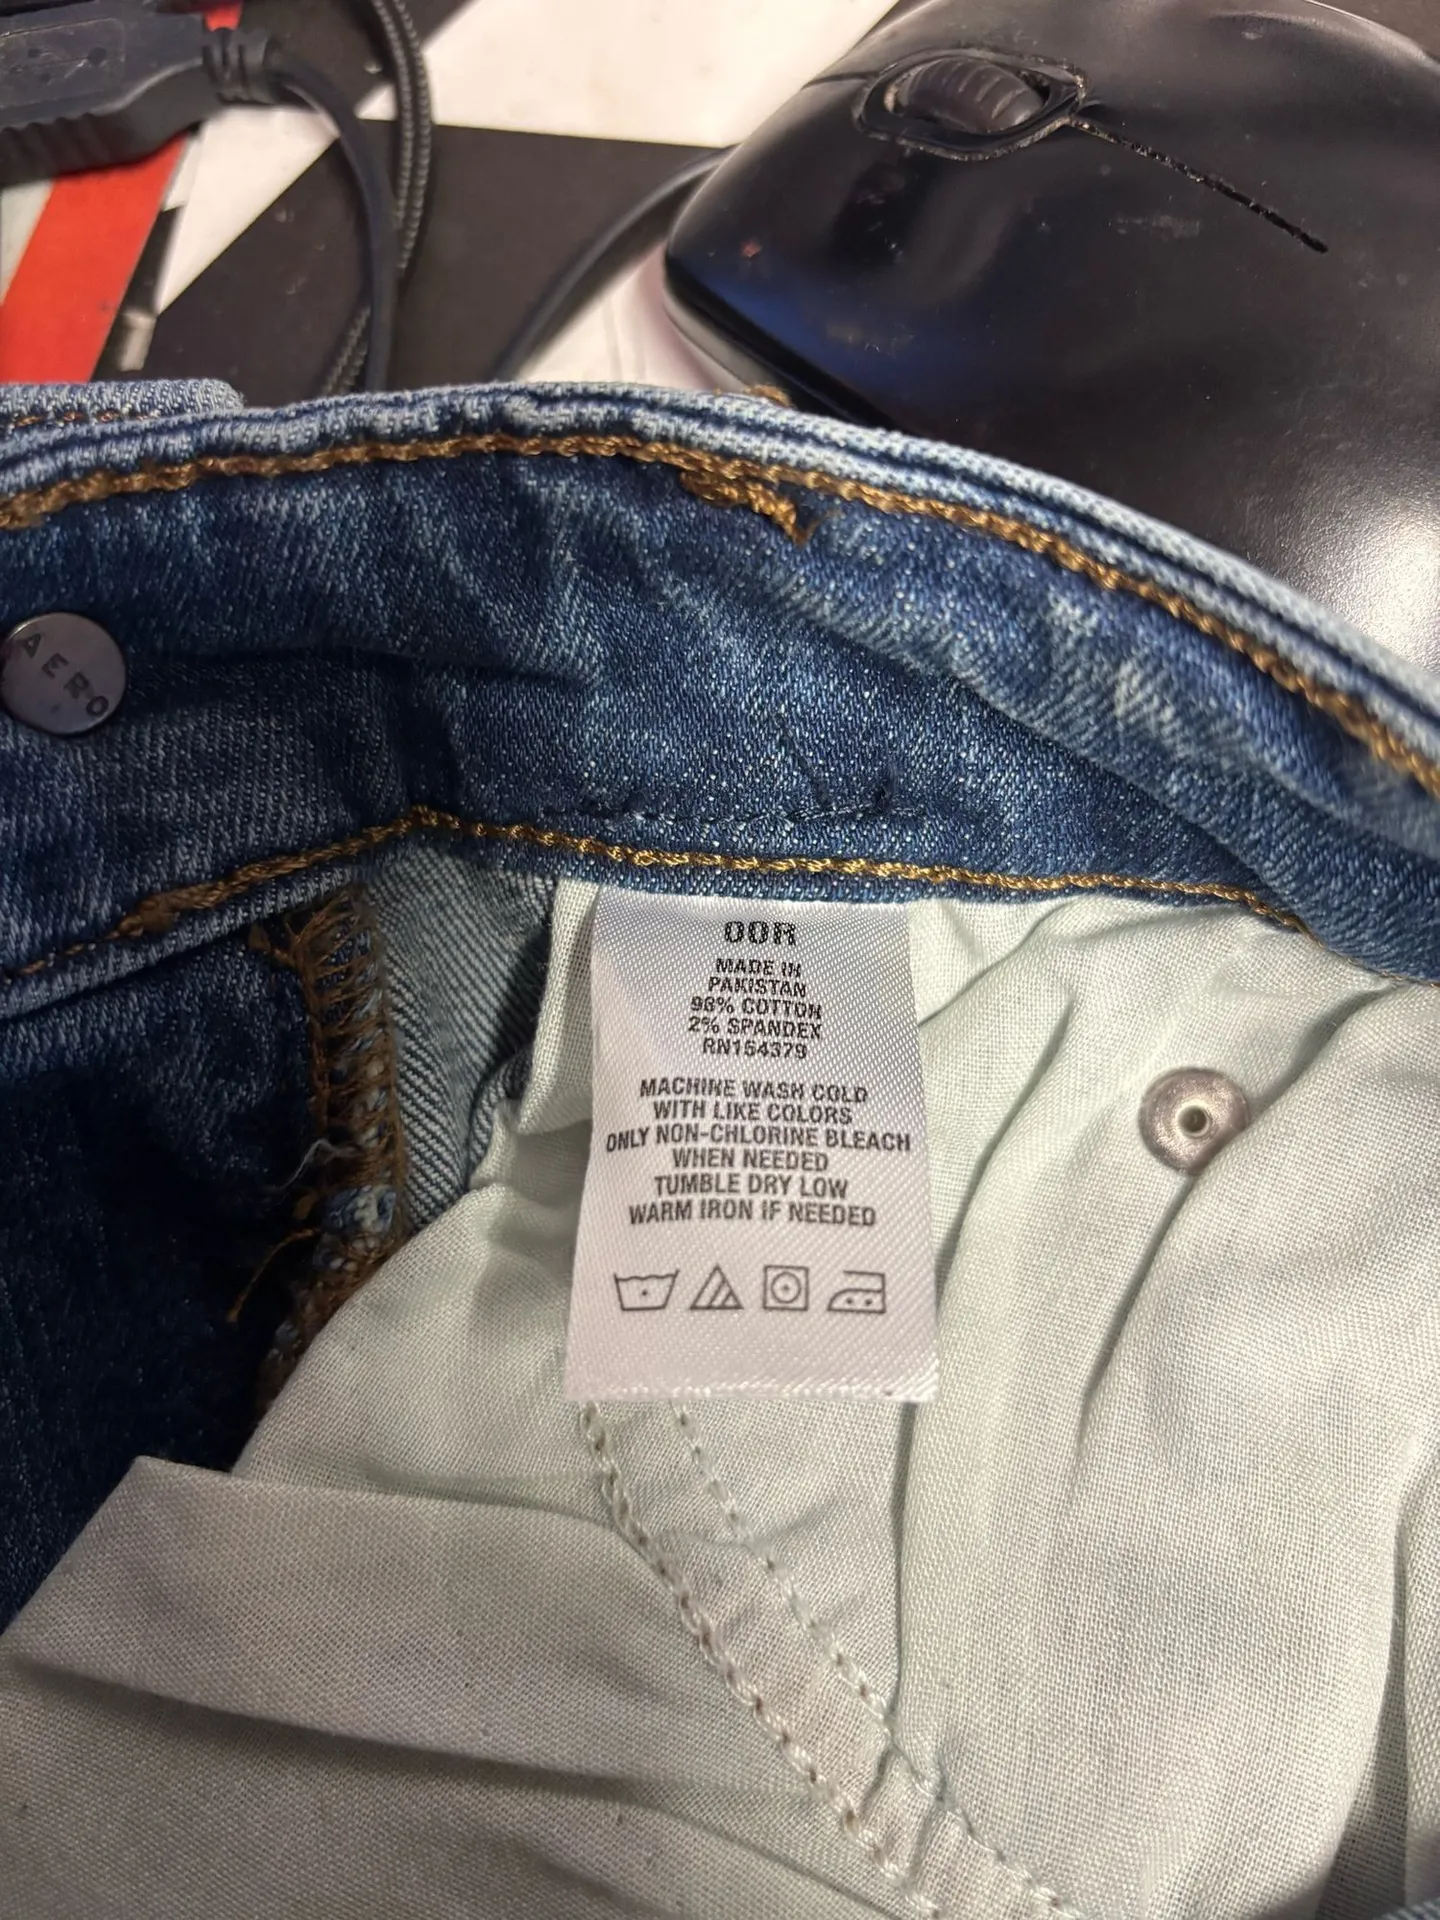 AERO
00R
MADE IN
PAKISTAN
98% COTTON
2% SPANDEX
RN154379
MACHINE WASH COLD
WITH LIKE COLORS
ONLY NON-CHLORINE BLEACH
WHEN NEEDED
TUMBLE DRY LOW
WARM IRON IF NEEDED